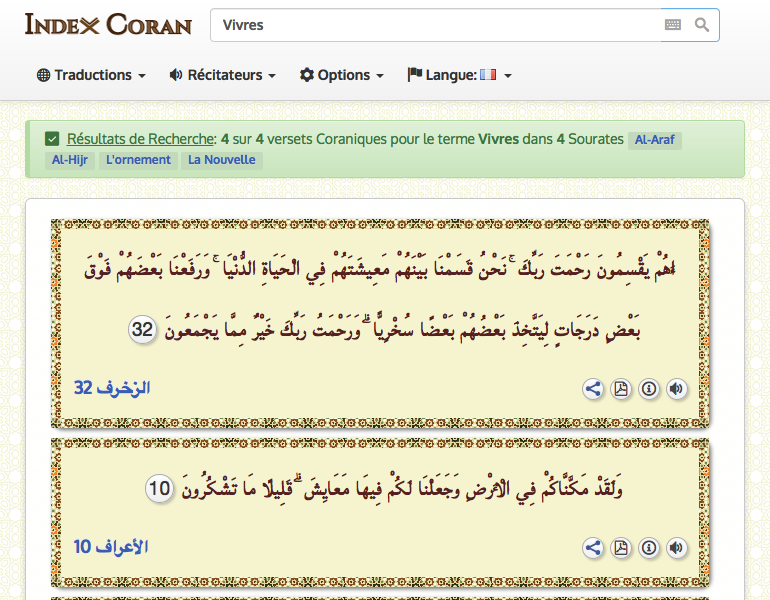 INDEX CORAN
Vivres
Traductions
Récitateurs
Options
Langue:
Résultats de Recherche: 4 sur 4 versets Coraniques pour le terme Vivres dans 4 Sourates Al-Araf
Al-Hijr L'ornement La Nouvelle
أَهُمْ يَقْسِمُونَ رَحْمَتَ رَبِّكَ ۚ نَحْنُ قَسَمْنَا بَيْنَهُمْ مَعِيشَتَهُمْ فِي الْحَيَاةِ الدُّنْيَا ۚ وَرَفَعْنَا بَعْضَهُمْ فَوْقَ
بَعْضٍ دَرَجَاتٍ لِيَتَّخِذَ بَعْضُهُمْ بَعْضًا سُخْرِيًّا ۗ وَرَحْمَتُ رَبِّكَ خَيْرٌ مِمَّا يَجْمَعُونَ 32
الزخرف 32
وَلَقَدْ مَكَّنَّاكُمْ فِي الْأَرْضِ وَجَعَلْنَا لَكُمْ فِيهَا مَعَايِشَ ۗ قَلِيلًا مَا تَشْكُرُونَ 10
الأعراف 10